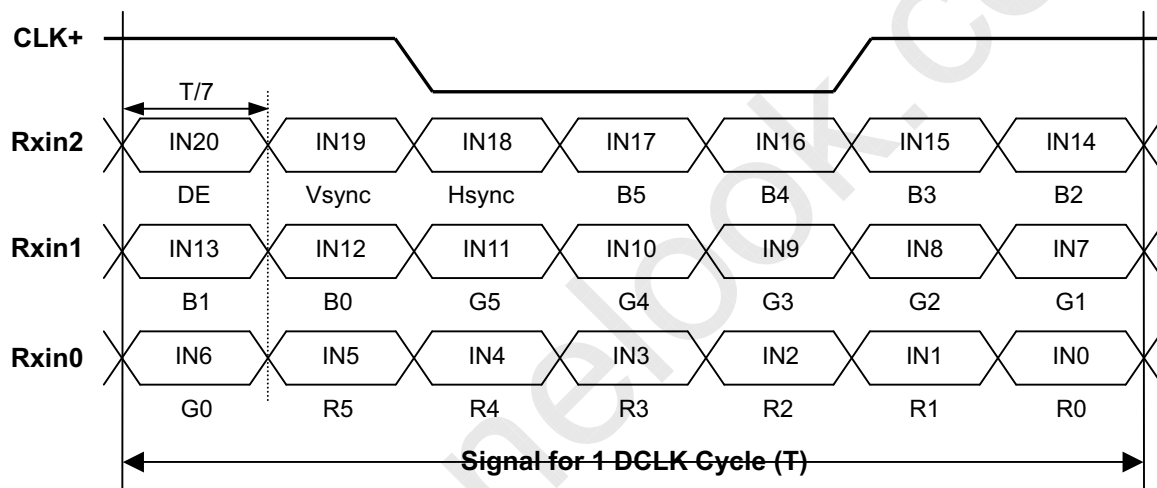 CLK+
T/7
Rxin2 IN20 IN19 IN18 IN17 IN16 IN15 IN14
DE Vsync Hsync B5 B4 B3 B2
Rxin1 IN13 IN12 IN11 IN10 IN9 IN8 IN7
B1 B0 G5 G4 G3 G2 G1
Rxin0 IN6 IN5 IN4 IN3 IN2 IN1 IN0
G0 R5 R4 R3 R2 R1 R0
Signal for 1 DCLK Cycle (T)
nelook.co